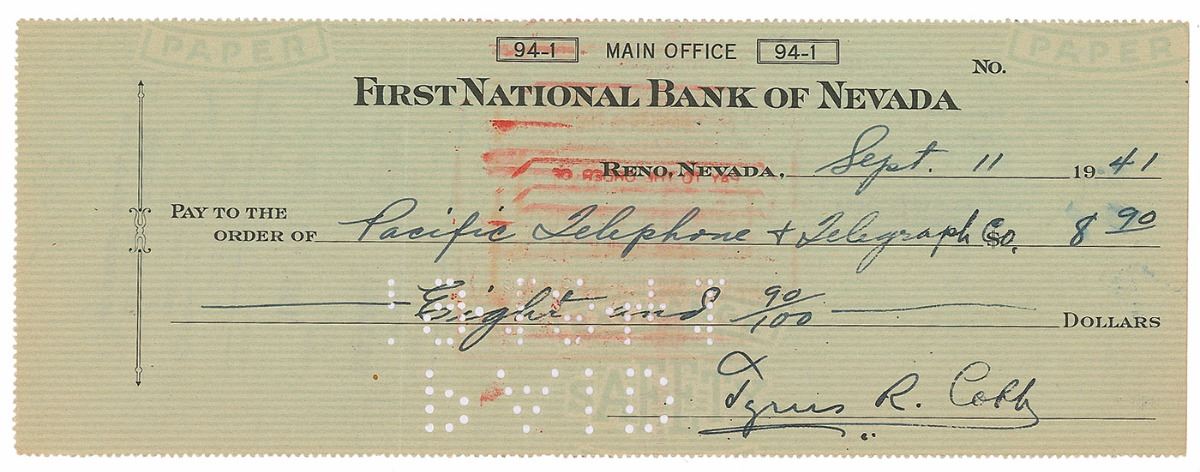 PAPER PAPER
94-1 MAIN OFFICE 94-1
No.
FIRST NATIONAL BANK OF NEVADA
RENO, NEVADA, Sept. 11 1941
PAY TO THE
ORDER OF Pacific Telephone & Telegraph Co. $ 8 90
Eight and 90/100 DOLLARS
SAFETY
Tyrus R. Cobb